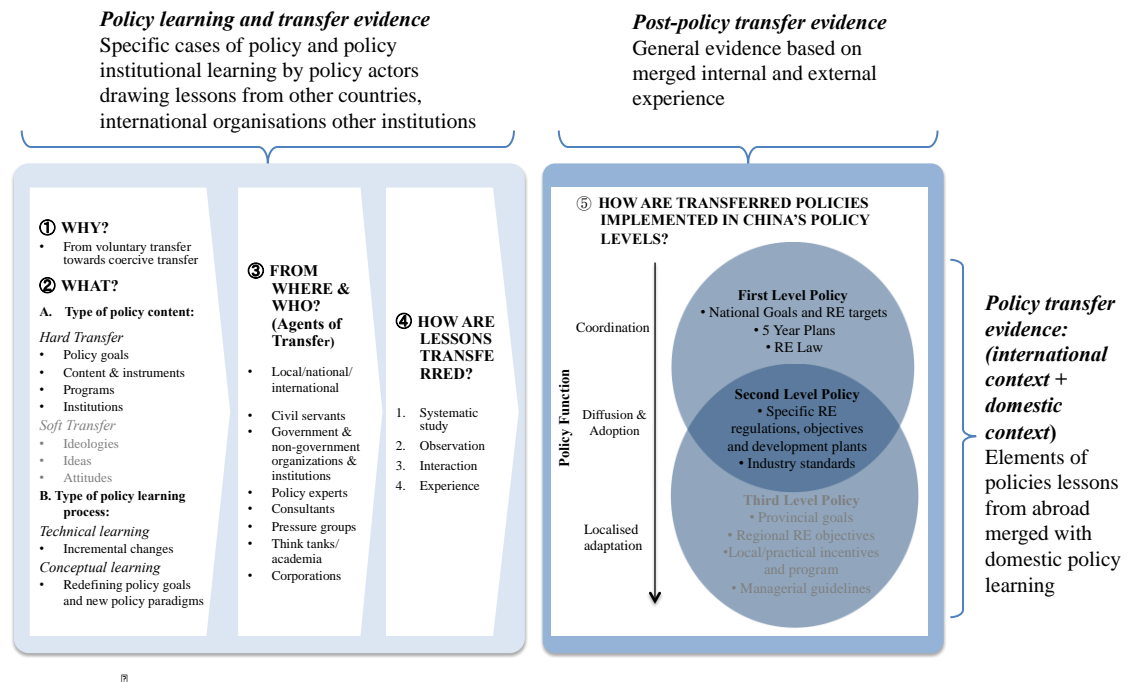 Policy learning and transfer evidence
Specific cases of policy and policy
institutional learning by policy actors
drawing lessons from other countries,
international organisations other institutions
Post-policy transfer evidence
General evidence based on
merged internal and external
experience
① WHY?
• From voluntary transfer
towards coercive transfer
② WHAT?
A. Type of policy content:
Hard Transfer
• Policy goals
• Content & instruments
• Programs
• Institutions
Soft Transfer
• Ideologies
• Ideas
• Attitudes
B. Type of policy learning
process:
Technical learning
• Incremental changes
Conceptual learning
• Redefining policy goals
and new policy paradigms
③ FROM
WHERE &
WHO?
(Agents of
Transfer)
• Local/national/
international
• Civil servants
• Government &
non-government
organizations &
institutions
• Policy experts
• Consultants
• Pressure groups
• Think tanks/
academia
• Corporations
④ HOW ARE
LESSONS
TRANSFE
RRED?
1. Systematic
study
2. Observation
3. Interaction
4. Experience
⑤ HOW ARE TRANSFERRED POLICIES
IMPLEMENTED IN CHINA'S POLICY
LEVELS?
Policy Function
Coordination
Diffusion &
Adoption
Localised
adaptation
First Level Policy
• National Goals and RE targets
• 5 Year Plans
• RE Law
Second Level Policy
• Specific RE
regulations, objectives
and development plants
• Industry standards
Third Level Policy
• Provincial goals
• Regional RE objectives
•Local/practical incentives
and program
• Managerial guidelines
Policy transfer
evidence:
(international
context +
domestic
context)
Elements of
policies lessons
from abroad
merged with
domestic policy
learning